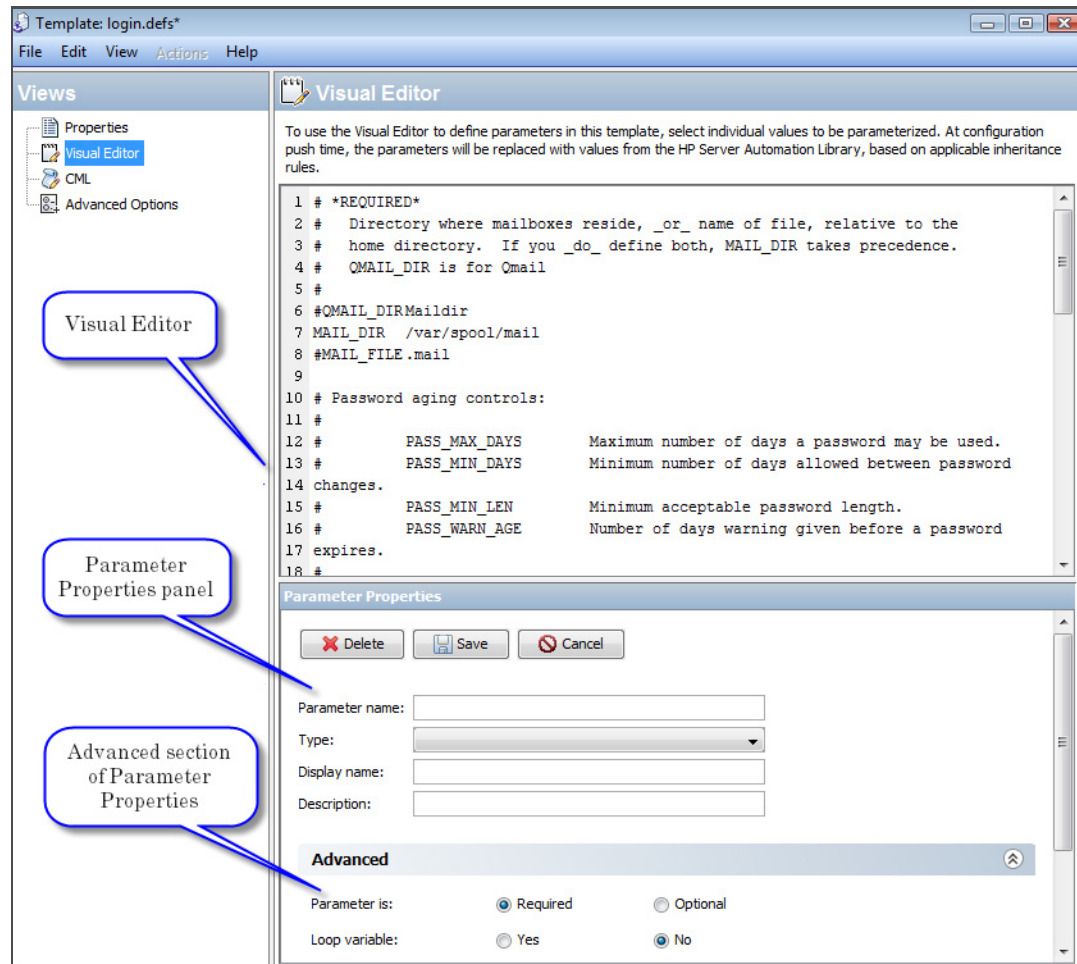 Template: login.defs*
File Edit View Actions Help
Views
Properties
Visual Editor
CML
Advanced Options
Visual Editor
Parameter
Properties panel
Advanced section
of Parameter
Properties
Visual Editor
To use the Visual Editor to define parameters in this template, select individual values to be parameterized. At configuration
push time, the parameters will be replaced with values from the HP Server Automation Library, based on applicable inheritance
rules.
1 # *REQUIRED*
2 #   Directory where mailboxes reside, _or_ name of file, relative to the
3 #   home directory.  If you _do_ define both, MAIL_DIR takes precedence.
4 #   QMAIL_DIR is for Qmail
5 #
6 #QMAIL_DIRMaildir
7 MAIL_DIR  /var/spool/mail
8 #MAIL_FILE.mail
9
10 # Password aging controls:
11 #
12 #         PASS_MAX_DAYS       Maximum number of days a password may be used.
13 #         PASS_MIN_DAYS       Minimum number of days allowed between password
14 changes.
15 #         PASS_MIN_LEN        Minimum acceptable password length.
16 #         PASS_WARN_AGE       Number of days warning given before a password
17 expires.
18 #
Parameter Properties
Delete Save Cancel
Parameter name:
Type:
Display name:
Description:
Advanced
Parameter is: Required Optional
Loop variable: Yes No